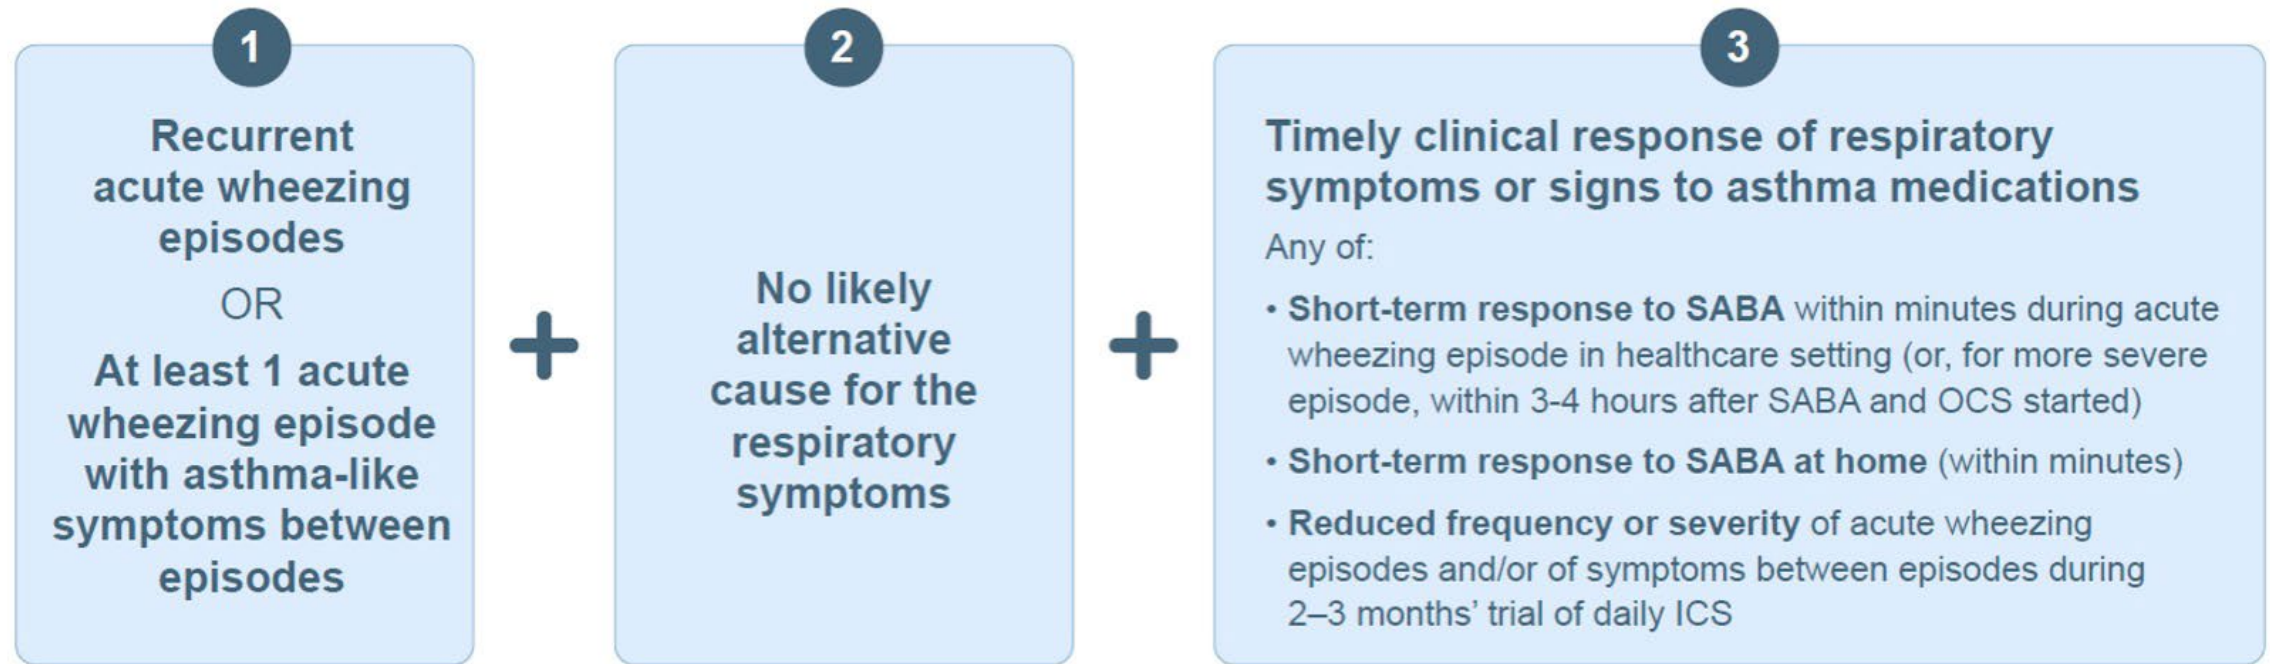 1
Recurrent
acute wheezing
episodes
OR
At least 1 acute
wheezing episode
with asthma-like
symptoms between
episodes
+
2
No likely
alternative
cause for the
respiratory
symptoms
+
3
Timely clinical response of respiratory
symptoms or signs to asthma medications
Any of:
• Short-term response to SABA within minutes during acute
wheezing episode in healthcare setting (or, for more severe
episode, within 3-4 hours after SABA and OCS started)
• Short-term response to SABA at home (within minutes)
• Reduced frequency or severity of acute wheezing
episodes and/or of symptoms between episodes during
2–3 months’ trial of daily ICS